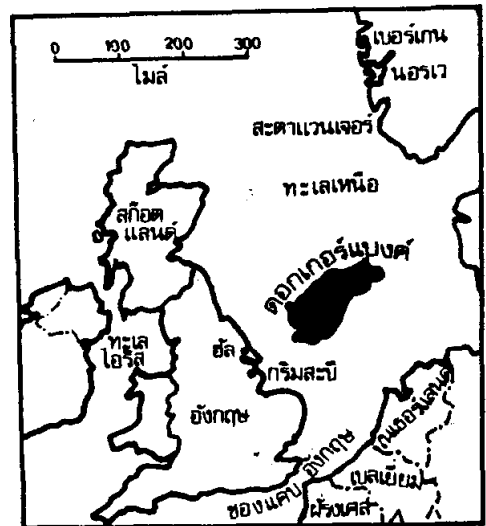 0 100 200 300
ไมล์
เบอร์เกน
นอรเว
สะตาแวนเจอร์
ทะเลเหนือ
สก๊อต
แลนด์
ดอกเกอร์แบงค์
ทะเล
ไอริส
ฮัล
กริมสะบี
อังกฤษ
ช่องแคบอังกฤษ
เนเธอร์แลนด์
เบลเยี่ยม
ฝรั่งเศส